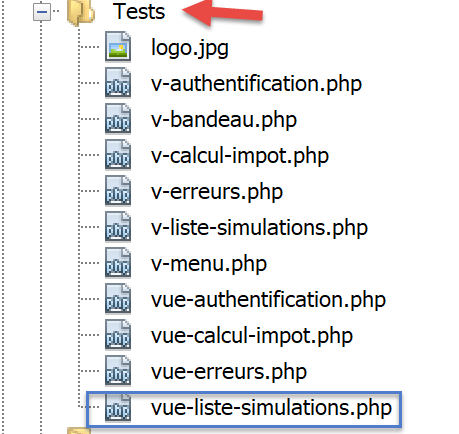 Tests
logo.jpg
v-authentification.php
v-bandeau.php
v-calcul-impot.php
v-erreurs.php
v-liste-simulations.php
v-menu.php
vue-authentification.php
vue-calcul-impot.php
vue-erreurs.php
vue-liste-simulations.php